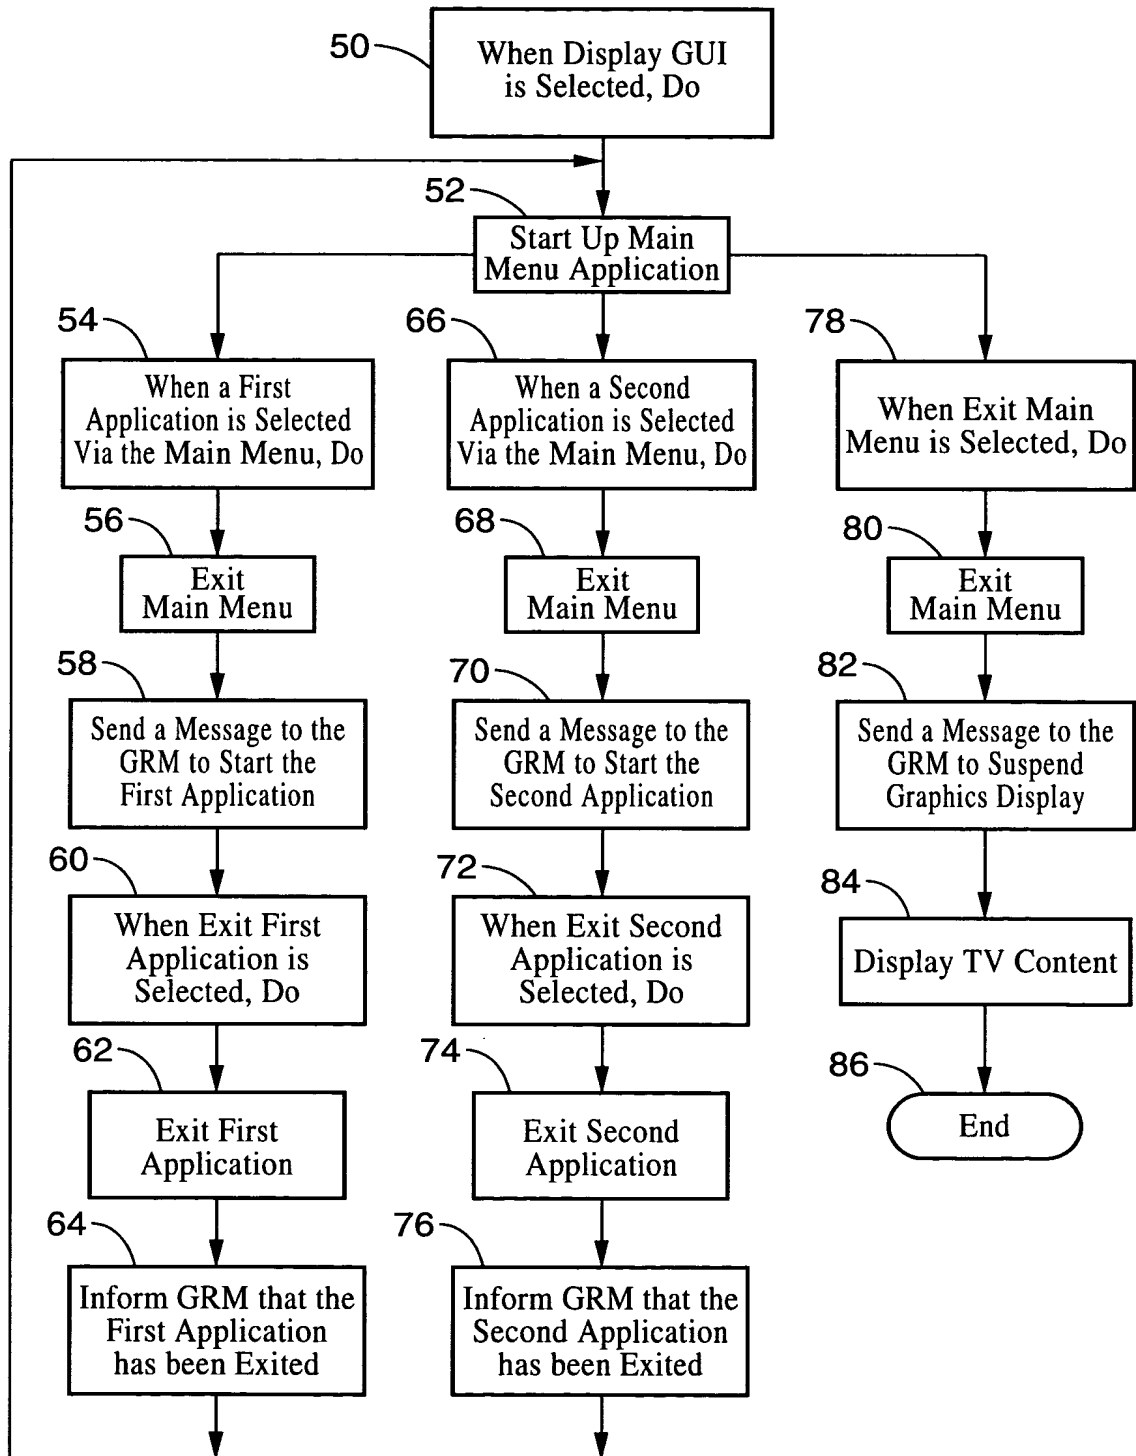 50
When Display GUI
is Selected, Do
52
Start Up Main
Menu Application
54
When a First
Application is Selected
Via the Main Menu, Do
56
Exit
Main Menu
58
Send a Message to the
GRM to Start the
First Application
60
When Exit First
Application is
Selected, Do
62
Exit First
Application
64
Inform GRM that the
First Application
has been Exited
66
When a Second
Application is Selected
Via the Main Menu, Do
68
Exit
Main Menu
70
Send a Message to the
GRM to Start the
Second Application
72
When Exit Second
Application is
Selected, Do
74
Exit Second
Application
76
Inform GRM that the
Second Application
has been Exited
78
When Exit Main
Menu is Selected, Do
80
Exit
Main Menu
82
Send a Message to the
GRM to Suspend
Graphics Display
84
Display TV Content
86
End